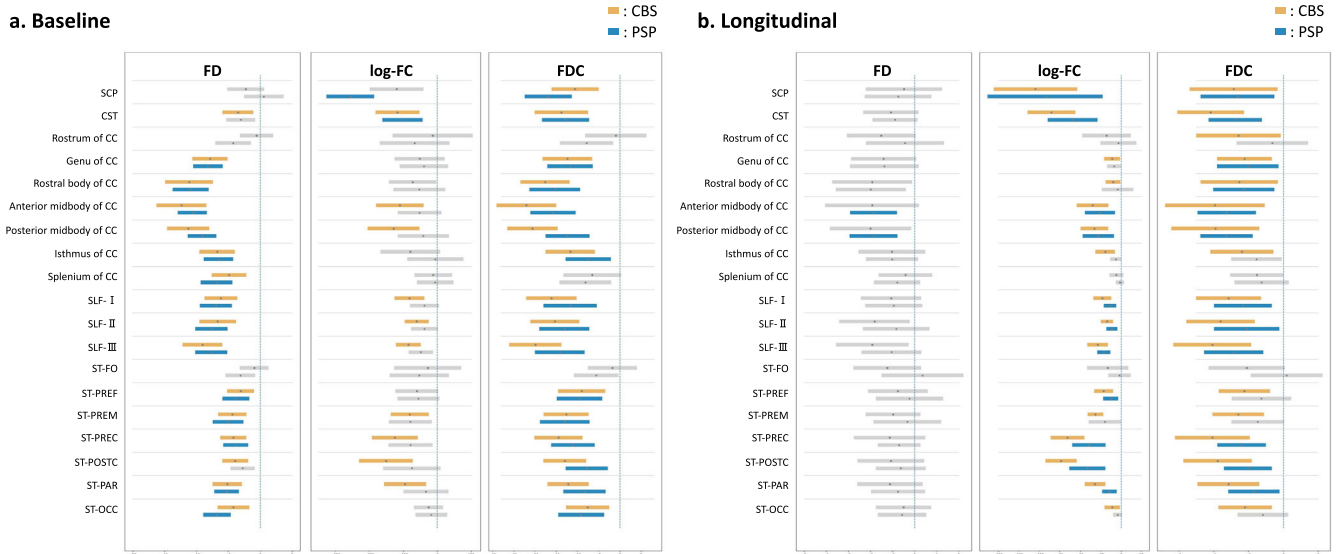 a. Baseline
: CBS
: PSP
b. Longitudinal
: CBS
: PSP
FD
log-FC
FDC
FD
log-FC
FDC
SCP
CST
Rostrum of CC
Genu of CC
Rostral body of CC
Anterior midbody of CC
Posterior midbody of CC
Isthmus of CC
Splenium of CC
SLF-Ⅰ
SLF-Ⅱ
SLF-Ⅲ
ST-FO
ST-PREF
ST-PREM
ST-PREC
ST-POSTC
ST-PAR
ST-OCC
SCP
CST
Rostrum of CC
Genu of CC
Rostral body of CC
Anterior midbody of CC
Posterior midbody of CC
Isthmus of CC
Splenium of CC
SLF-Ⅰ
SLF-Ⅱ
SLF-Ⅲ
ST-FO
ST-PREF
ST-PREM
ST-PREC
ST-POSTC
ST-PAR
ST-OCC